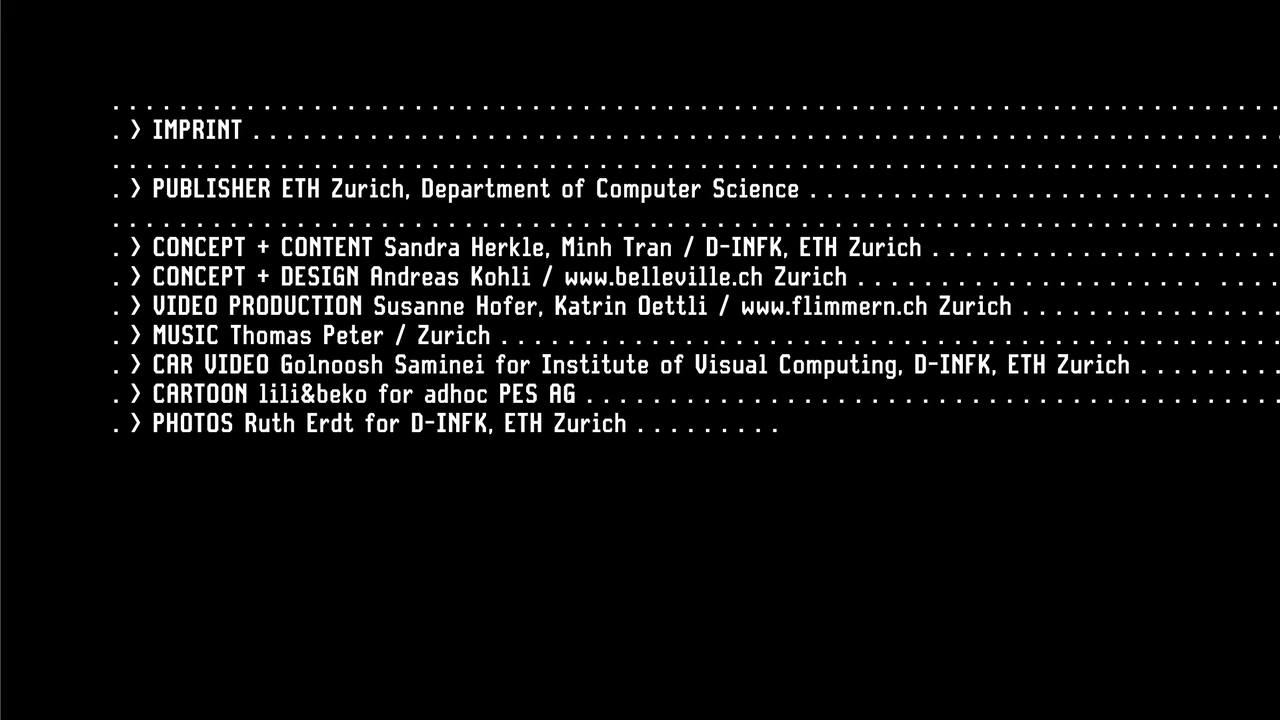 . . . . . . . . . . . . . . . . . . . . . . . . . . . . . . . . . . . . . . . . . . . . . . . . . .
. > IMPRINT . . . . . . . . . . . . . . . . . . . . . . . . . . . . . . . . . . . . . . .
. . . . . . . . . . . . . . . . . . . . . . . . . . . . . . . . . . . . . . . . . . . . . . . . . .
. > PUBLISHER ETH Zurich, Department of Computer Science . . . . . . . . . . . . . . . . . .
. . . . . . . . . . . . . . . . . . . . . . . . . . . . . . . . . . . . . . . . . . . . . . . . . .
. > CONCEPT + CONTENT Sandra Herkle, Minh Tran / D-INFK, ETH Zurich . . . . . . . . . . . . .
. > CONCEPT + DESIGN Andreas Kohli / www.belleville.ch Zurich . . . . . . . . . . . . . . . . . .
. > VIDEO PRODUCTION Susanne Hofer, Katrin Oettli / www.flimmern.ch Zurich . . . . . . . . . .
. > MUSIC Thomas Peter / Zurich . . . . . . . . . . . . . . . . . . . . . . . . . . . . . .
. > CAR VIDEO Golnoosh Saminei for Institute of Visual Computing, D-INFK, ETH Zurich . . . . . .
. > CARTOON lili&beko for adhoc PES AG . . . . . . . . . . . . . . . . . . . . . . . . . .
. > PHOTOS Ruth Erdt for D-INFK, ETH Zurich . . . . . . . . .